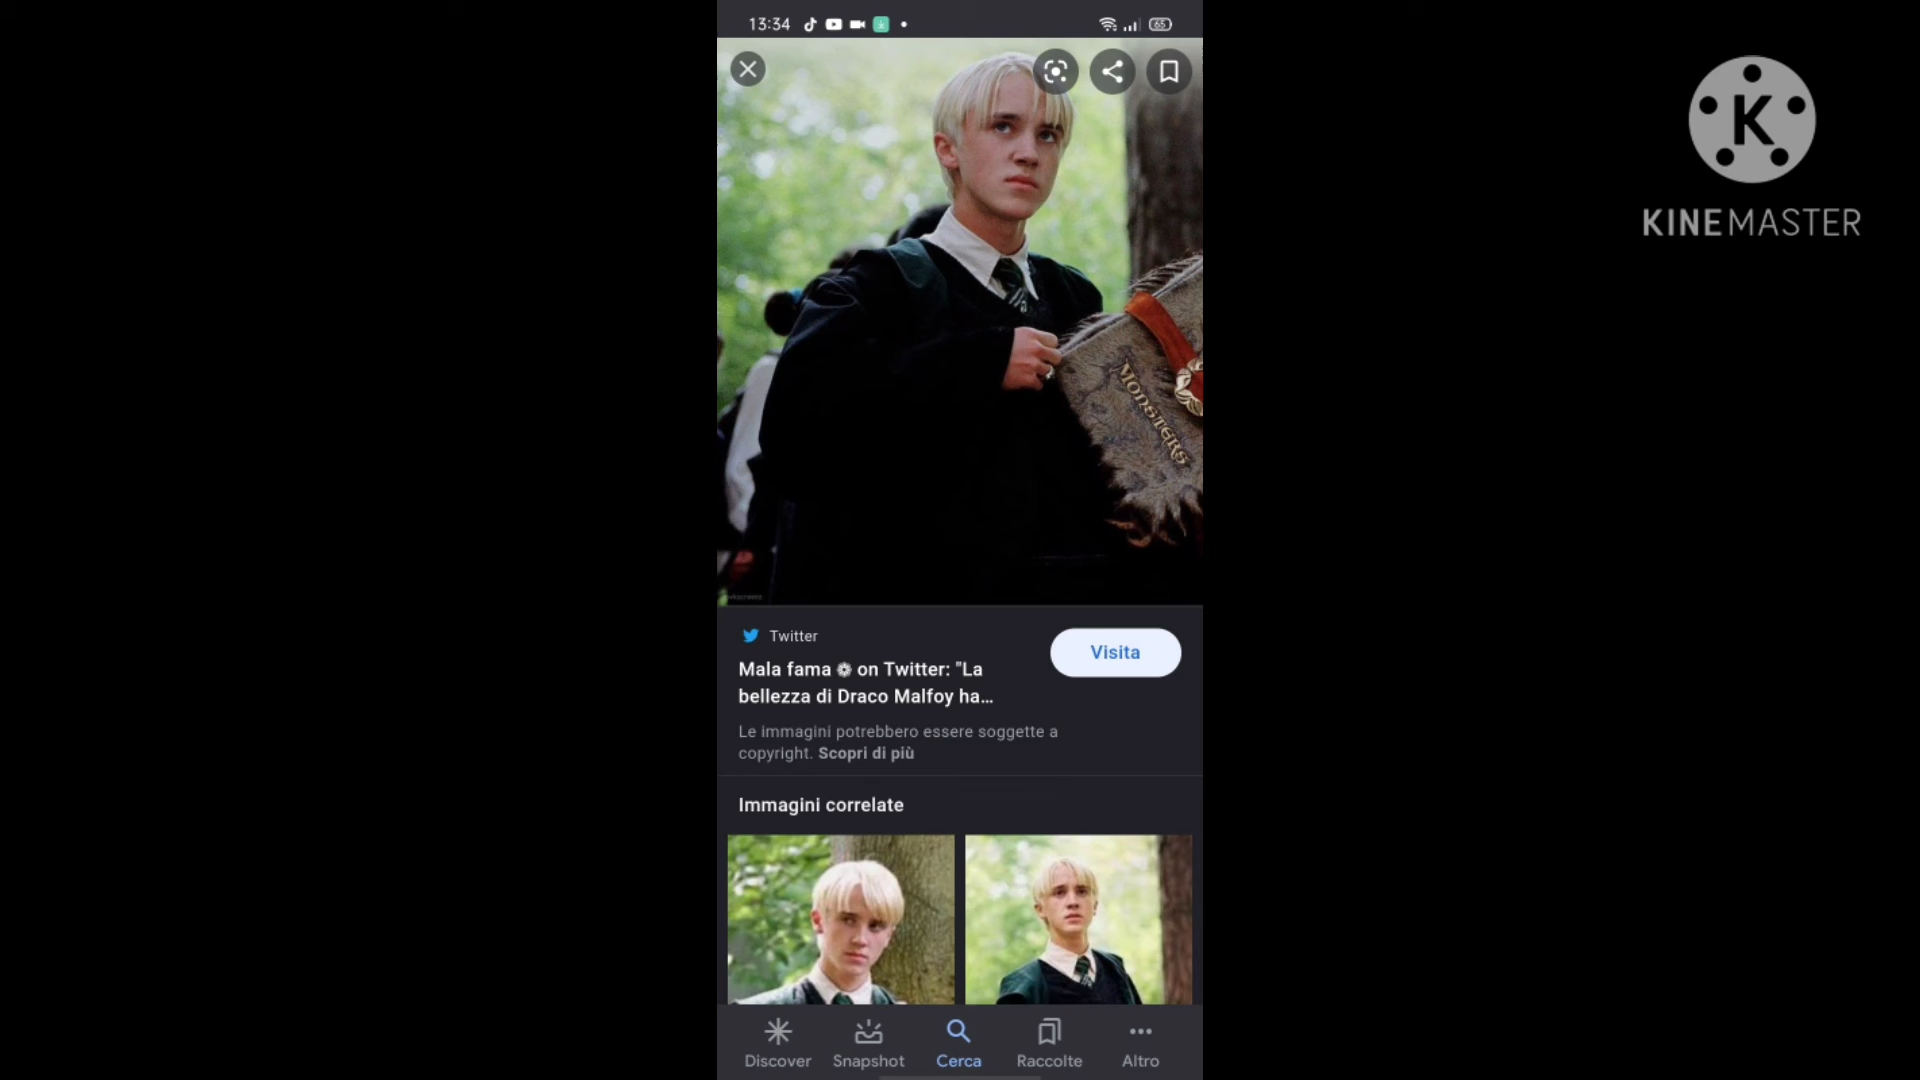 13:34
65
K
KINEMASTER
MONSTERS
Twitter
Mala fama on Twitter: "La
bellezza di Draco Malfoy ha...
Visita
Le immagini potrebbero essere soggette a
copyright. Scopri di più
Immagini correlate
Discover
Snapshot
Cerca
Raccolte
Altro